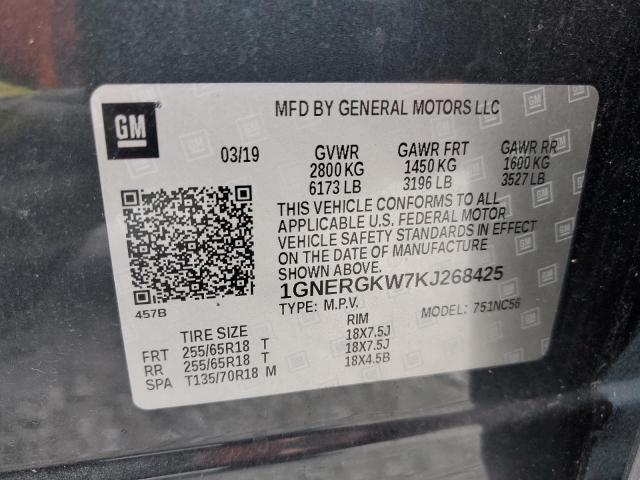 GM
MFD BY GENERAL MOTORS LLC
03/19 GVWR GAWR FRT GAWR RR
2800 KG 1450 KG 1600 KG
6173 LB 3196 LB 3527 LB
THIS VEHICLE CONFORMS TO ALL
APPLICABLE U.S. FEDERAL MOTOR
VEHICLE SAFETY STANDARDS IN EFFECT
ON THE DATE OF MANUFACTURE
SHOWN ABOVE.
1GNERGKW7KJ268425
TYPE: M.P.V. MODEL: 751NC56
457B
TIRE SIZE RIM
FRT 255/65R18 T 18X7.5J
RR 255/65R18 T 18X7.5J
SPA T135/70R18 M 18X4.5B